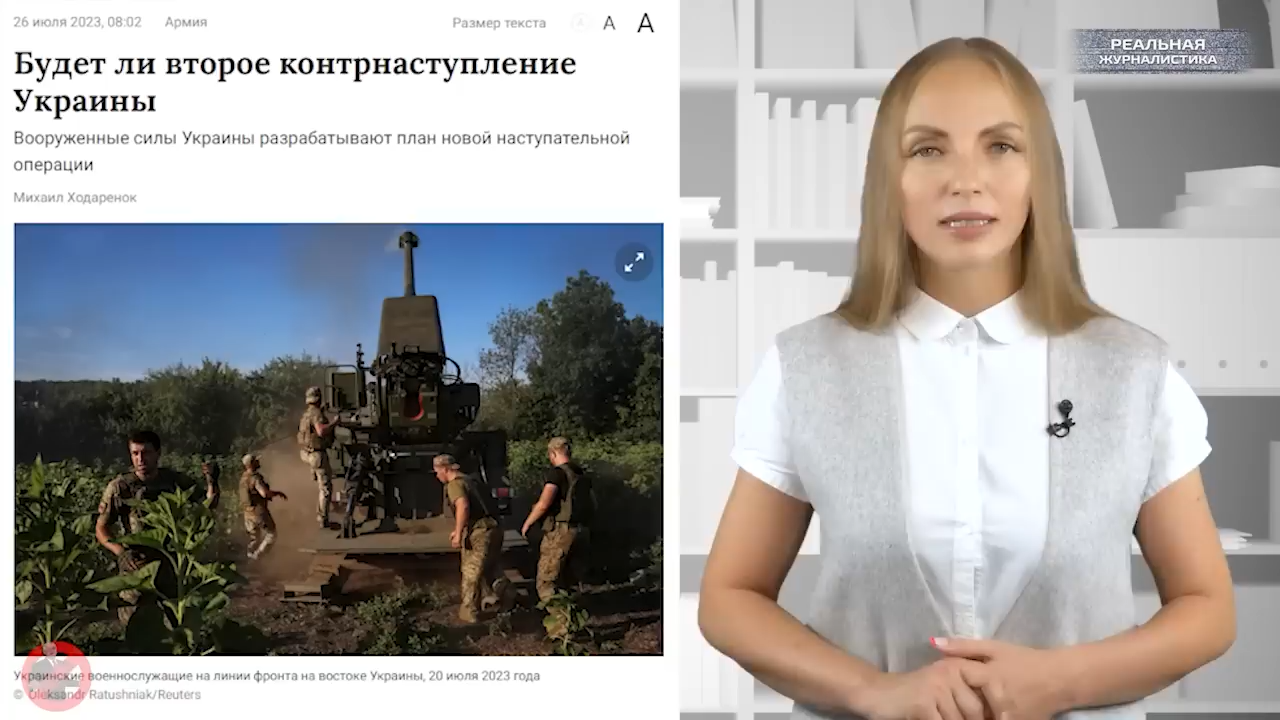 26 июля 2023, 08:02 Армия Размер текста A A A
Будет ли второе контрнаступление
Украины
Вооруженные силы Украины разрабатывают план новой наступательной
операции
Михаил Ходаренок
Украинские военнослужащие на линии фронта на востоке Украины, 20 июля 2023 года
© Oleksandr Ratushniak/Reuters
РЕАЛЬНАЯ
ЖУРНАЛИСТИКА